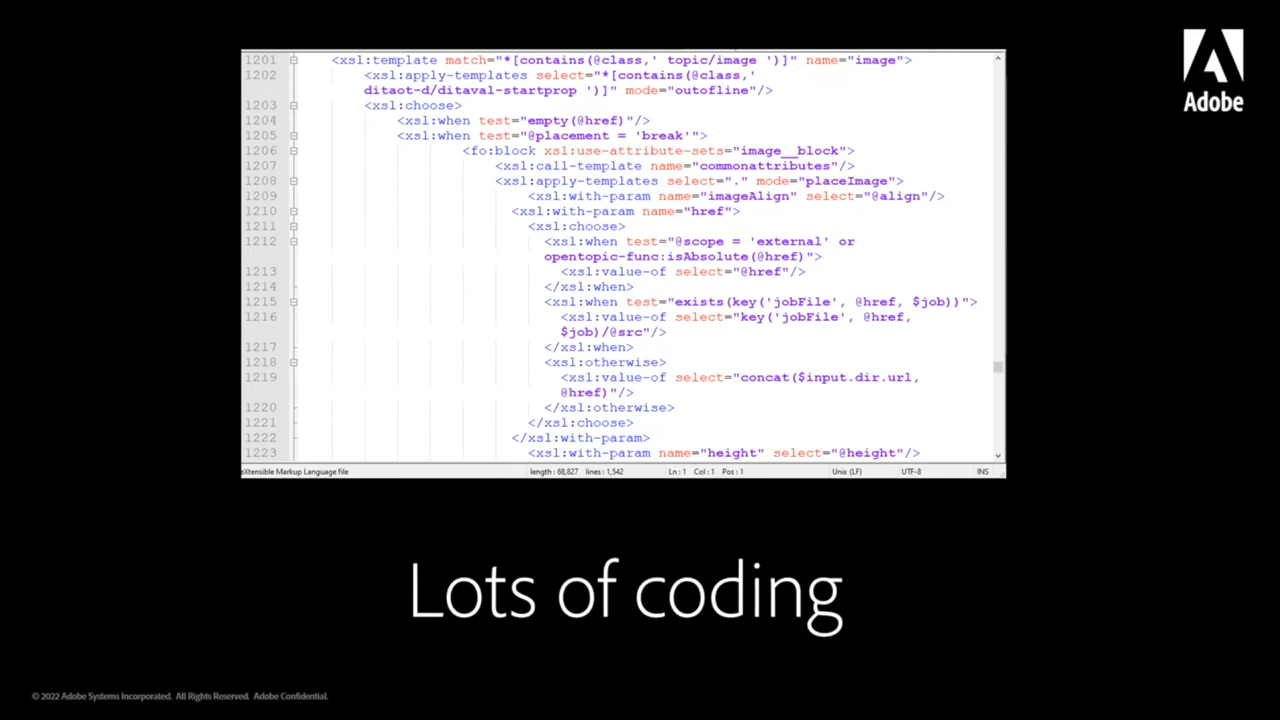 1201 <xsl:template match="*[contains(@class,' topic/image ')]" name="image">
1202 <xsl:apply-templates select="*[contains(@class,'
ditaot-d/ditaval-startprop ')]" mode="outofline"/>
1203 <xsl:choose>
1204 <xsl:when test="empty(@href)"/>
1205 <xsl:when test="@placement = 'break'">
1206 <fo:block xsl:use-attribute-sets="image__block">
1207 <xsl:call-template name="commonattributes"/>
1208 <xsl:apply-templates select="." mode="placeImage">
1209 <xsl:with-param name="imageAlign" select="@align"/>
1210 <xsl:with-param name="href">
1211 <xsl:choose>
1212 <xsl:when test="@scope = 'external' or
opentopic-func:isAbsolute(@href)">
1213 <xsl:value-of select="@href"/>
1214 </xsl:when>
1215 <xsl:when test="exists(key('jobFile', @href, $job))">
1216 <xsl:value-of select="key('jobFile', @href,
$job)/@src"/>
1217 </xsl:when>
1218 <xsl:otherwise>
1219 <xsl:value-of select="concat($input.dir.url,
@href)"/>
1220 </xsl:otherwise>
1221 </xsl:choose>
1222 </xsl:with-param>
1223 <xsl:with-param name="height" select="@height"/>
eXtensible Markup Language file length : 68,827 lines : 1,542 Ln : 1 Col : 1 Pos : 1 Unix (LF) UTF-8 INS
Adobe
Lots of coding
© 2022 Adobe Systems Incorporated. All Rights Reserved. Adobe Confidential.